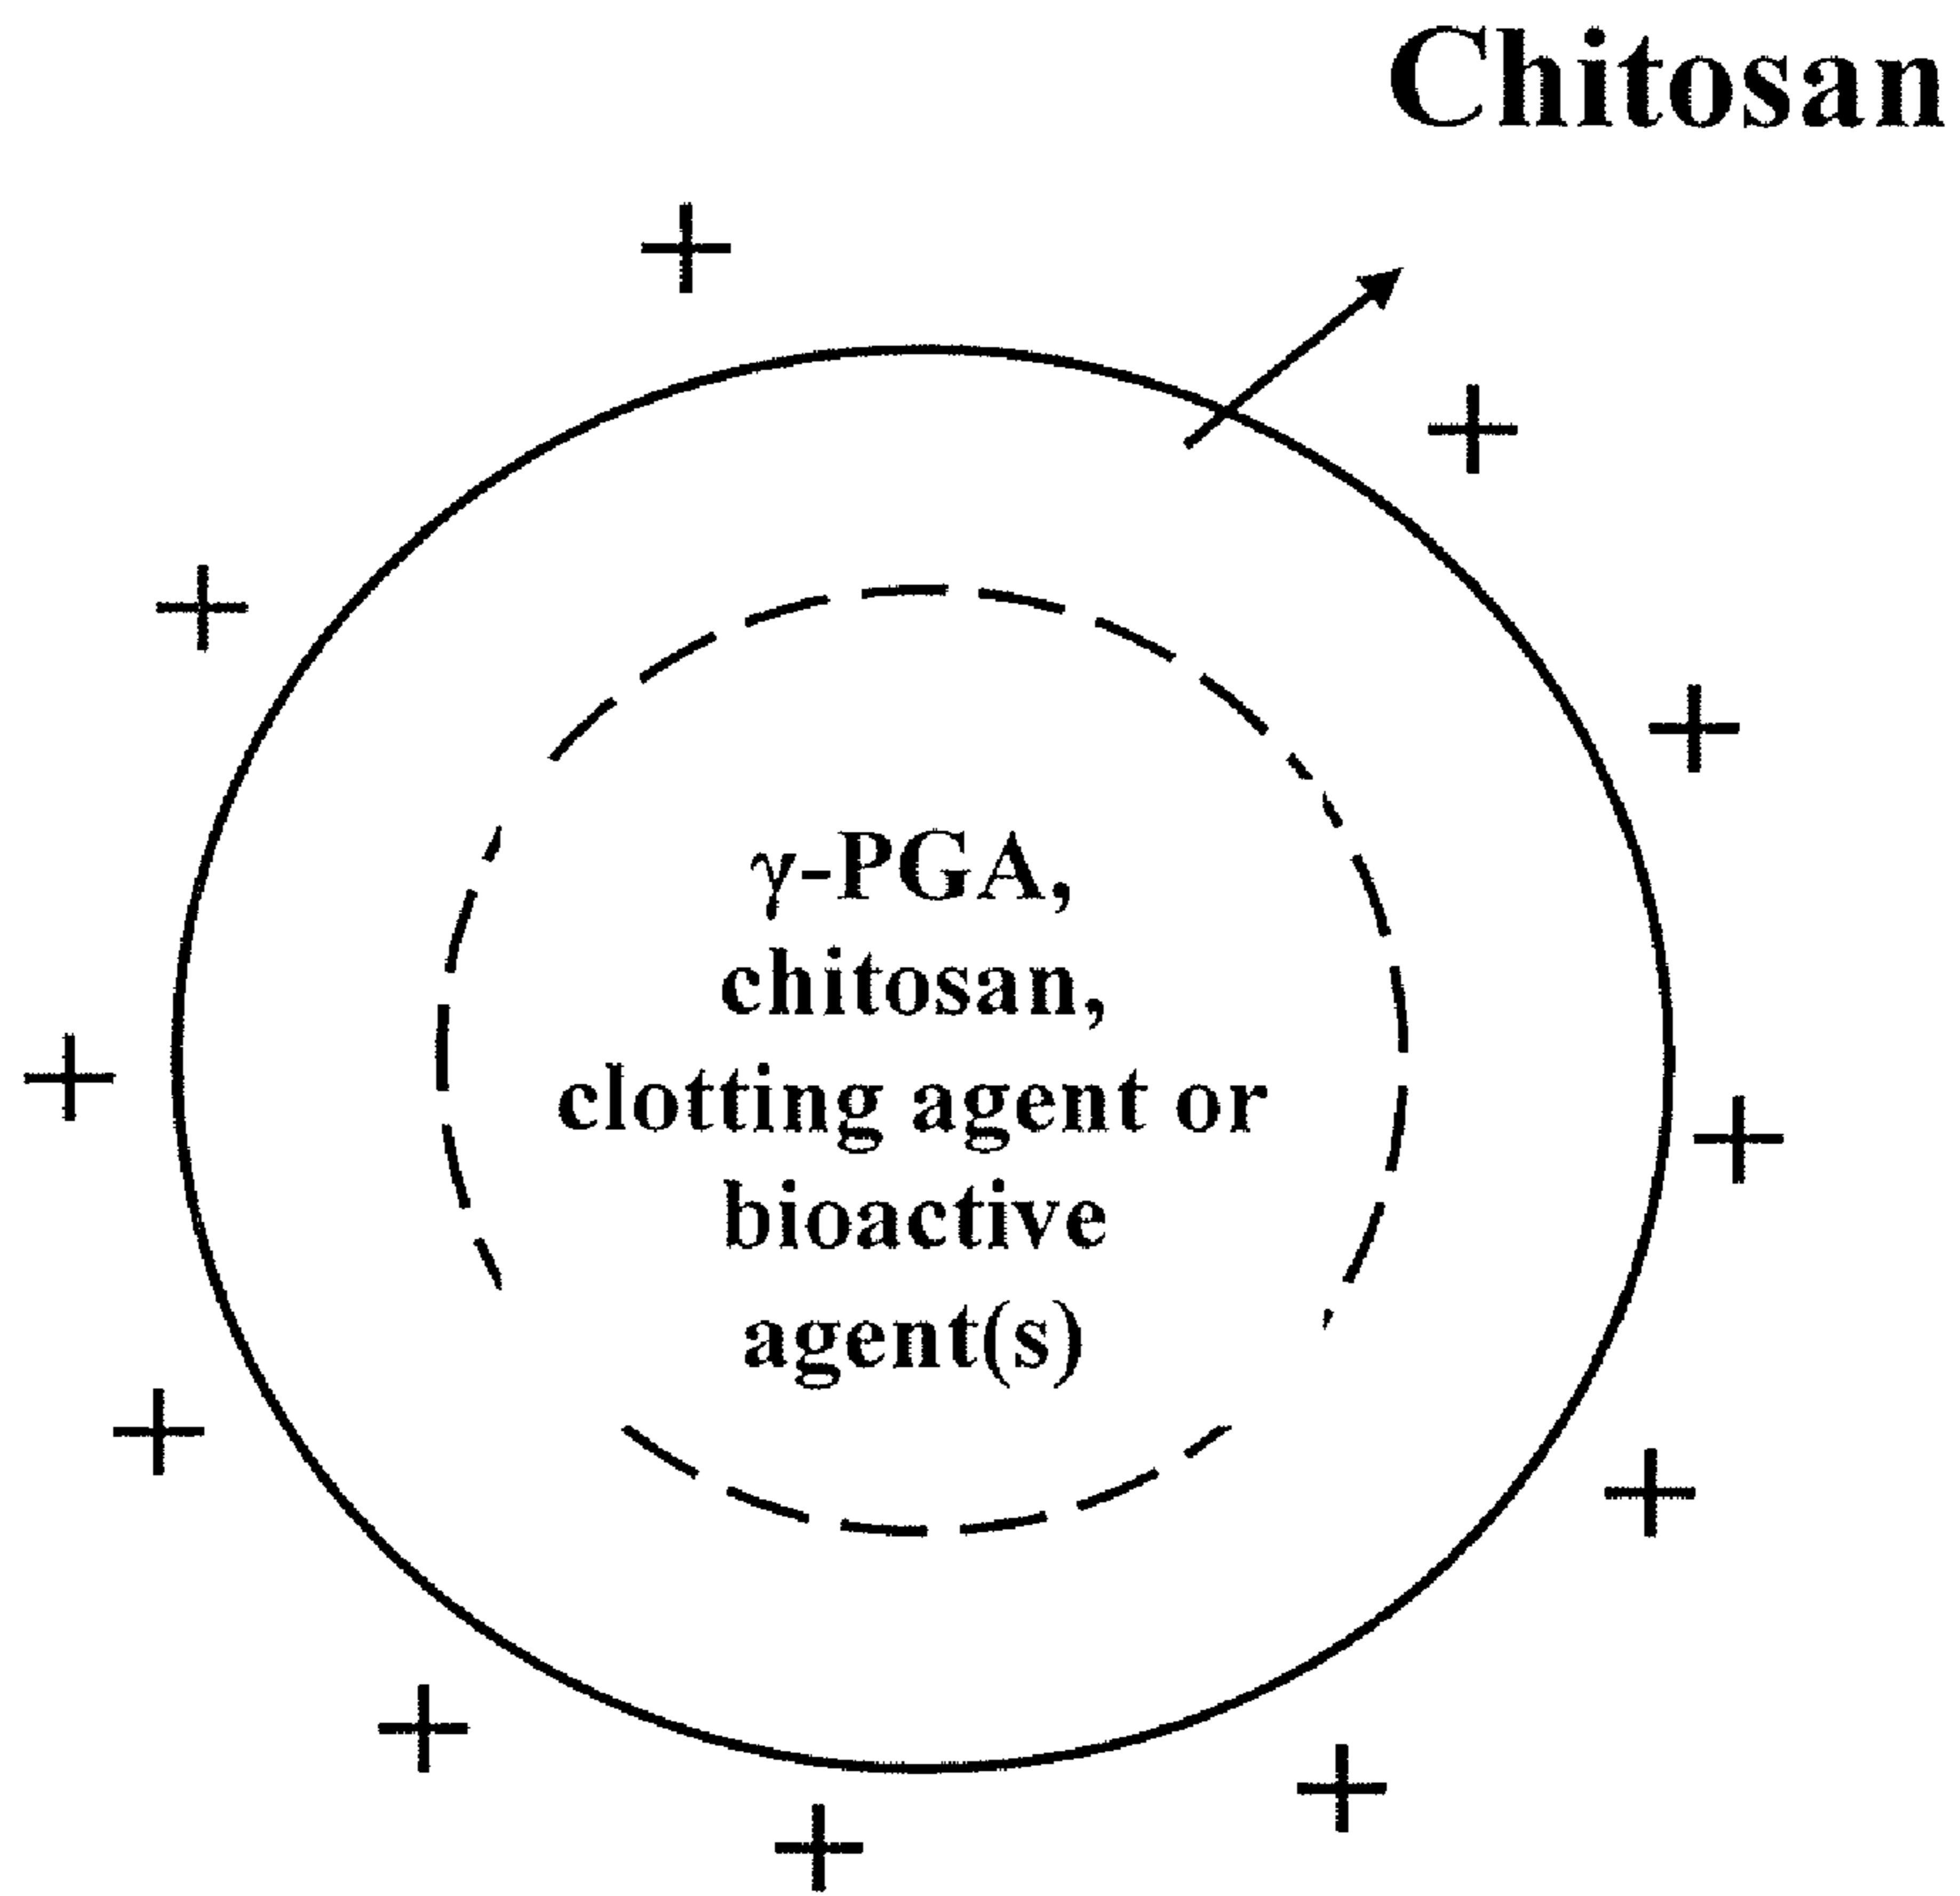 Chitosan
γ-PGA,
chitosan,
clotting agent or
bioactive
agent(s)